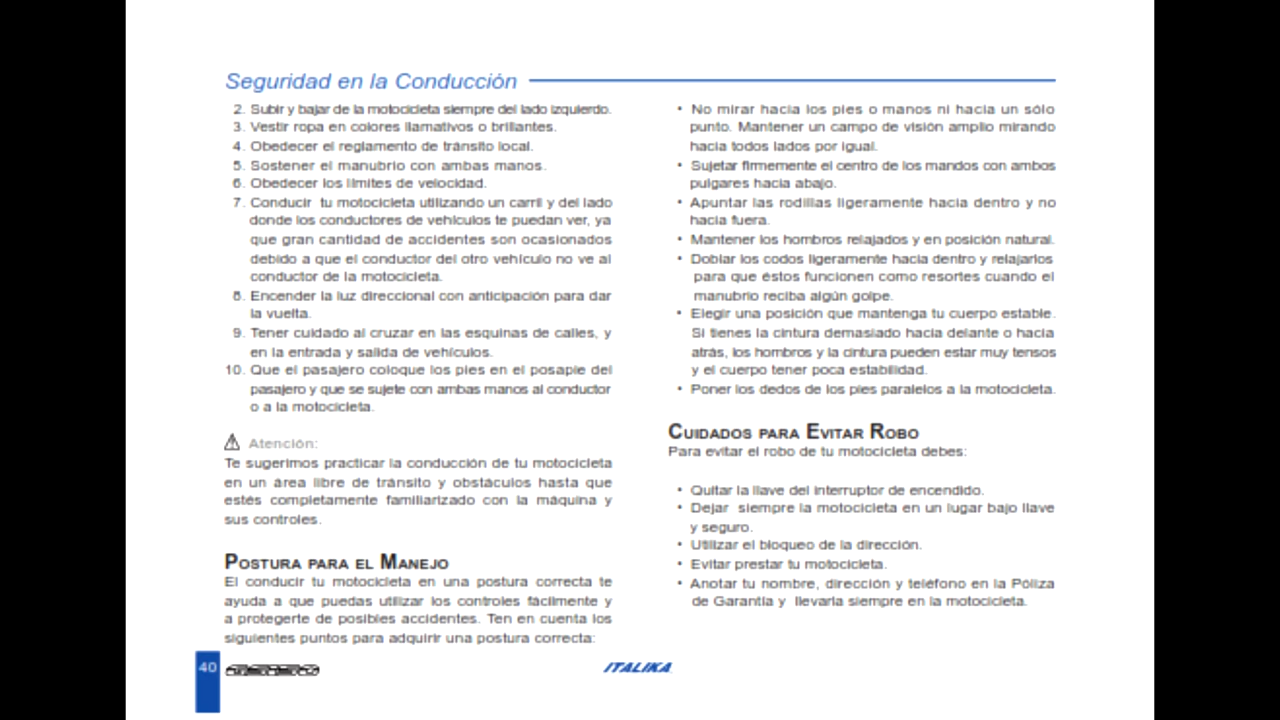 Seguridad en la Conducción
2. Subir y bajar de la motocicleta siempre del lado izquierdo.
3. Vestir ropa en colores llamativos o brillantes.
4. Obedecer el reglamento de tránsito local.
5. Sostener el manubrio con ambas manos.
6. Obedecer los límites de velocidad.
7. Conducir tu motocicleta utilizando un carril y del lado
donde los conductores de vehículos te puedan ver, ya
que gran cantidad de accidentes son ocasionados
debido a que el conductor del otro vehículo no ve al
conductor de la motocicleta.
8. Encender la luz direccional con anticipación para dar
la vuelta.
9. Tener cuidado al cruzar en las esquinas de calles, y
en la entrada y salida de vehículos.
10. Que el pasajero coloque los pies en el posapie del
pasajero y que se sujete con ambas manos al conductor
o a la motocicleta.
Atención:
Te sugerimos practicar la conducción de tu motocicleta
en un área libre de tránsito y obstáculos hasta que
estés completamente familiarizado con la máquina y
sus controles.
POSTURA PARA EL MANEJO
El conducir tu motocicleta en una postura correcta te
ayuda a que puedas utilizar los controles fácilmente y
a protegerte de posibles accidentes. Ten en cuenta los
siguientes puntos para adquirir una postura correcta:
• No mirar hacia los pies o manos ni hacia un sólo
punto. Mantener un campo de visión amplio mirando
hacia todos lados por igual.
• Sujetar firmemente el centro de los mandos con ambos
pulgares hacia abajo.
• Apuntar las rodillas ligeramente hacia dentro y no
hacia fuera.
• Mantener los hombros relajados y en posición natural.
• Doblar los codos ligeramente hacia dentro y relajarlos
para que éstos funcionen como resortes cuando el
manubrio reciba algún golpe.
• Elegir una posición que mantenga tu cuerpo estable.
Si tienes la cintura demasiado hacia delante o hacia
atrás, los hombros y la cintura pueden estar muy tensos
y el cuerpo tener poca estabilidad.
• Poner los dedos de los pies paralelos a la motocicleta.
CUIDADOS PARA EVITAR ROBO
Para evitar el robo de tu motocicleta debes:
• Quitar la llave del interruptor de encendido.
• Dejar siempre la motocicleta en un lugar bajo llave
y seguro.
• Utilizar el bloqueo de la dirección.
• Evitar prestar tu motocicleta.
• Anotar tu nombre, dirección y teléfono en la Póliza
de Garantía y llevarla siempre en la motocicleta.
40
ITALIKA